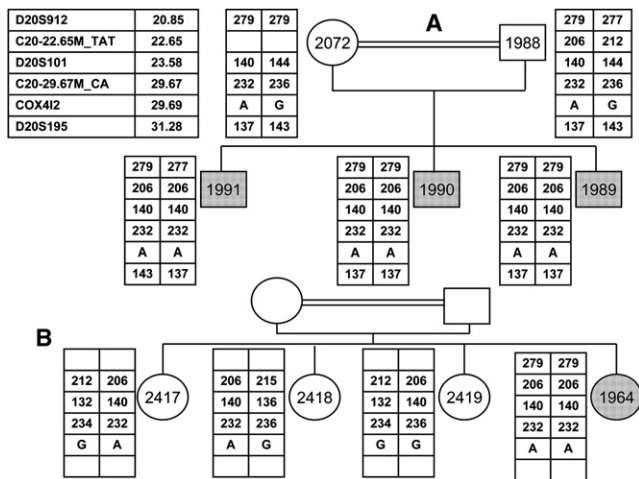 D20S912 20.85
C20-22.65M_TAT 22.65
D20S101 23.58
C20-29.67M_CA 29.67
COX4I2 29.69
D20S195 31.28
279 279
140 144
232 236
A G
137 143
2072
A
1988
279 277
206 212
140 144
232 236
A G
137 143
279 277
206 206
140 140
232 232
A A
143 137
1991
279 279
206 206
140 140
232 232
A A
137 137
1990
279 279
206 206
140 140
232 232
A A
137 137
1989
B
212 206
132 140
234 232
G A
2417
206 215
140 136
232 236
A G
2418
212 206
132 136
234 236
G G
2419
279 279
206 206
140 140
232 232
A A
1964